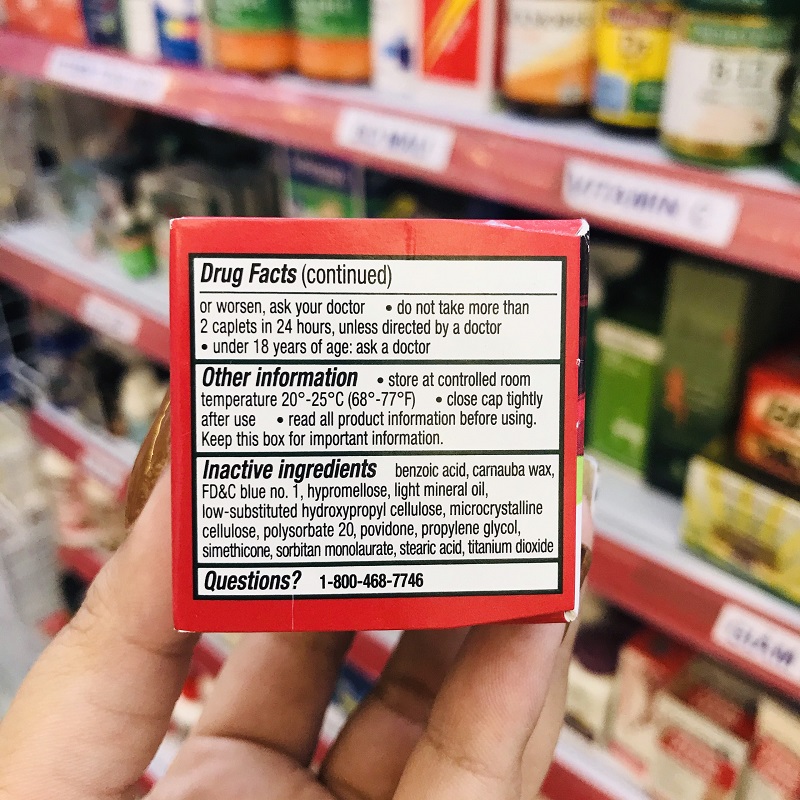 Drug Facts (continued)
or worsen, ask your doctor • do not take more than
2 caplets in 24 hours, unless directed by a doctor
• under 18 years of age: ask a doctor
Other information • store at controlled room
temperature 20°-25°C (68°-77°F) • close cap tightly
after use • read all product information before using.
Keep this box for important information.
Inactive ingredients benzoic acid, carnauba wax,
FD&C blue no. 1, hypromellose, light mineral oil,
low-substituted hydroxypropyl cellulose, microcrystalline
cellulose, polysorbate 20, povidone, propylene glycol,
simethicone, sorbitan monolaurate, stearic acid, titanium dioxide
Questions? 1-800-468-7746
B-12
VITAMIN C